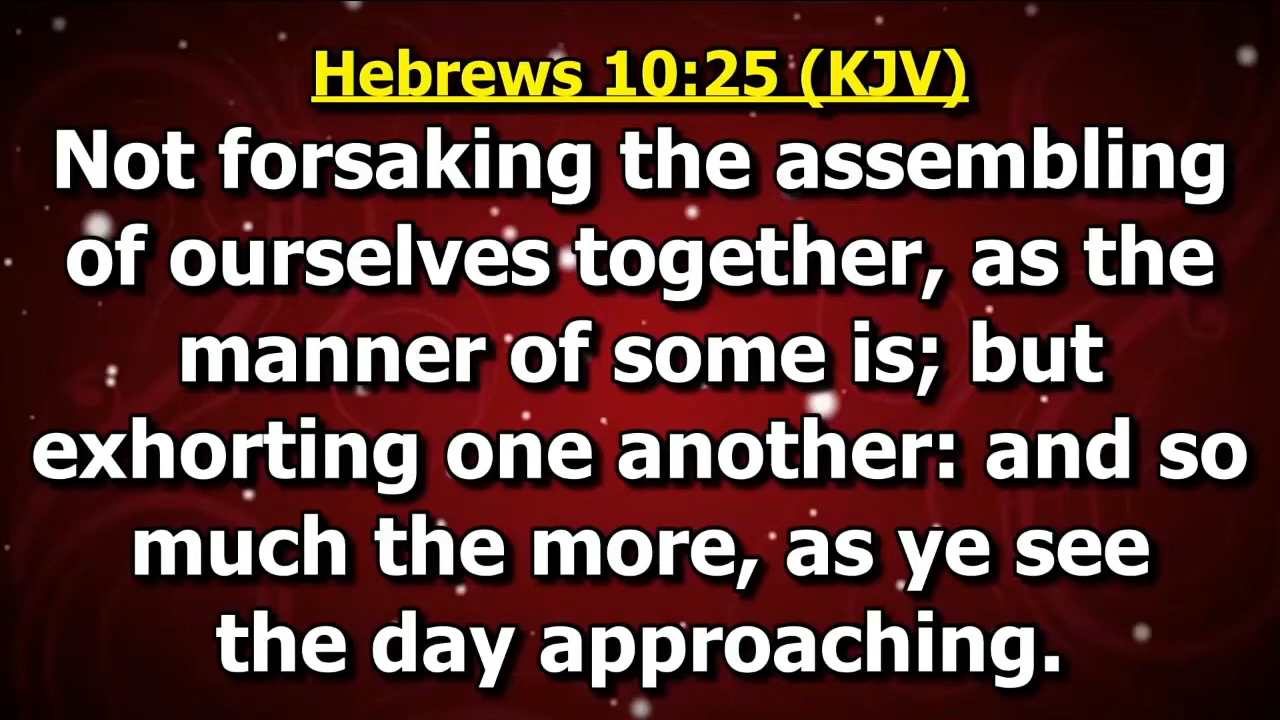 Hebrews 10:25 (KJV)
Not forsaking the assembling
of ourselves together, as the
manner of some is; but
exhorting one another: and so
much the more, as ye see
the day approaching.